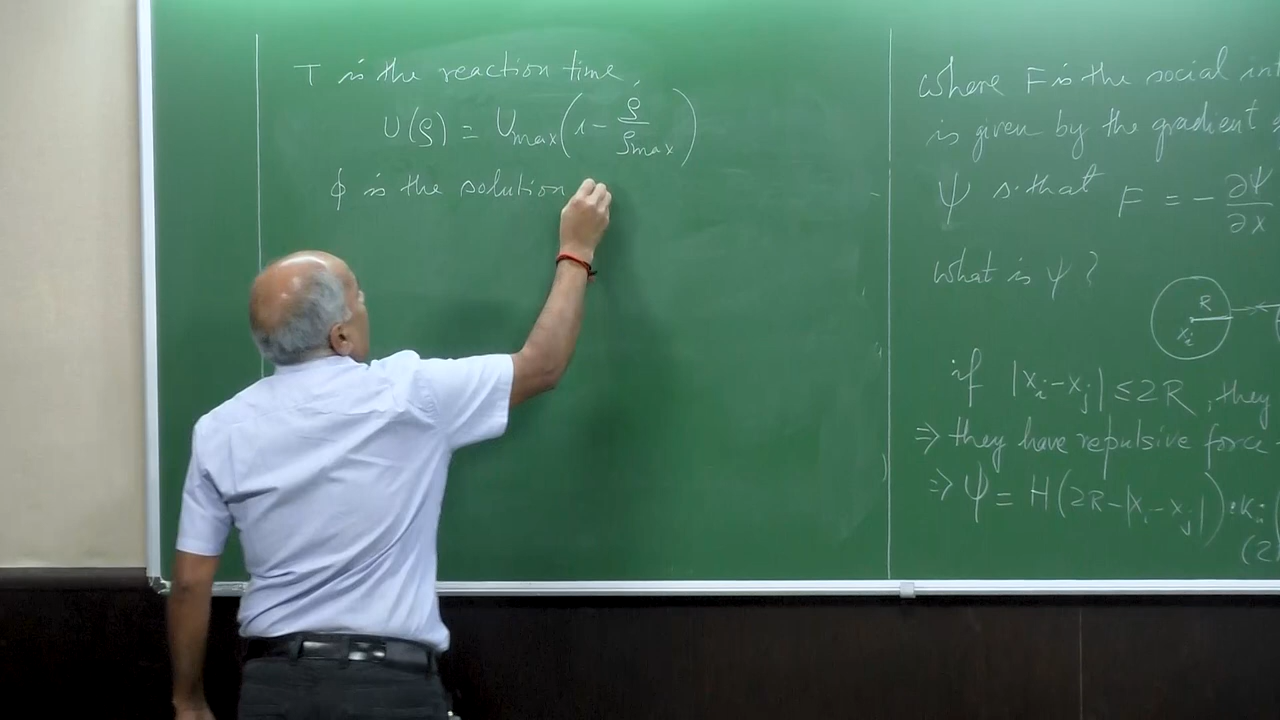 T is the reaction time,
U(ρ) = U_max(1 - ρ/ρ_max)
φ is the solution
where F is the social int
is given by the gradient
ψ s.that F = - ∂Ψ/∂x
What is ψ?
R
x_i
if |x_i - x_j| ≤ 2R, they
⇒ they have repulsive force
⇒ ψ = H(2R - |x_i - x_j|)
(2